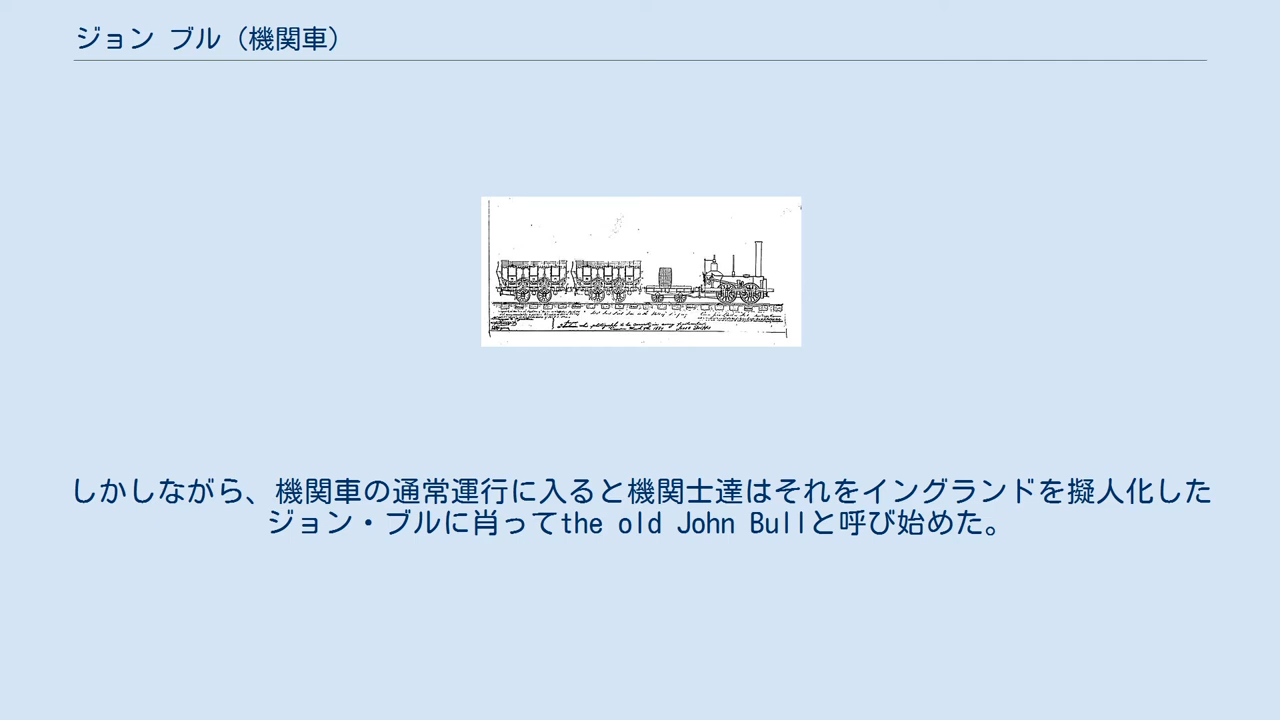 ジョン ブル（機関車）
しかしながら、機関車の通常運行に入ると機関士達はそれをイングランドを擬人化した
ジョン・ブルに肖ってthe old John Bullと呼び始めた。